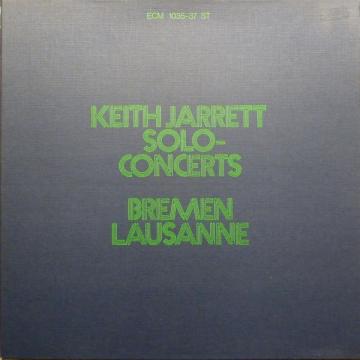 ECM 1035-37 ST
KEITH JARRETT
SOLO-
CONCERTS
BREMEN
LAUSANNE